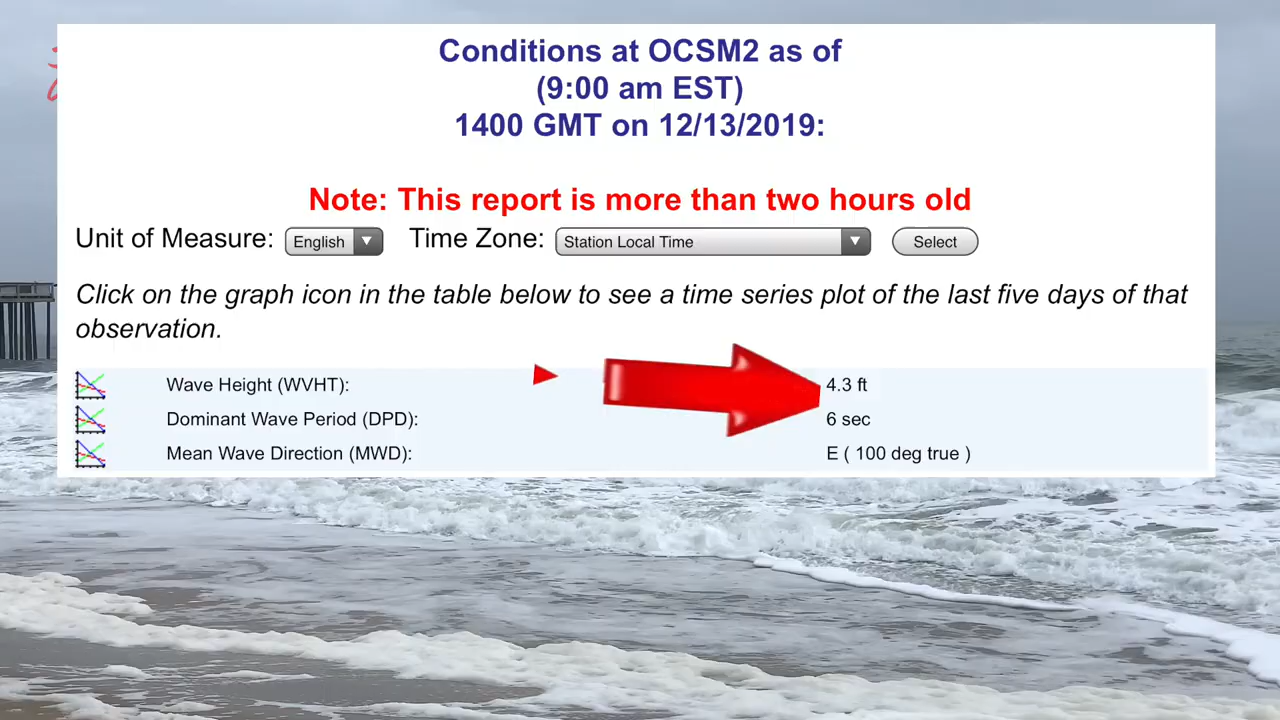 Conditions at OCSM2 as of
(9:00 am EST)
1400 GMT on 12/13/2019:
Note: This report is more than two hours old
Unit of Measure: English Time Zone: Station Local Time Select
Click on the graph icon in the table below to see a time series plot of the last five days of that
observation.
Wave Height (WVHT): 4.3 ft
Dominant Wave Period (DPD): 6 sec
Mean Wave Direction (MWD): E ( 100 deg true )